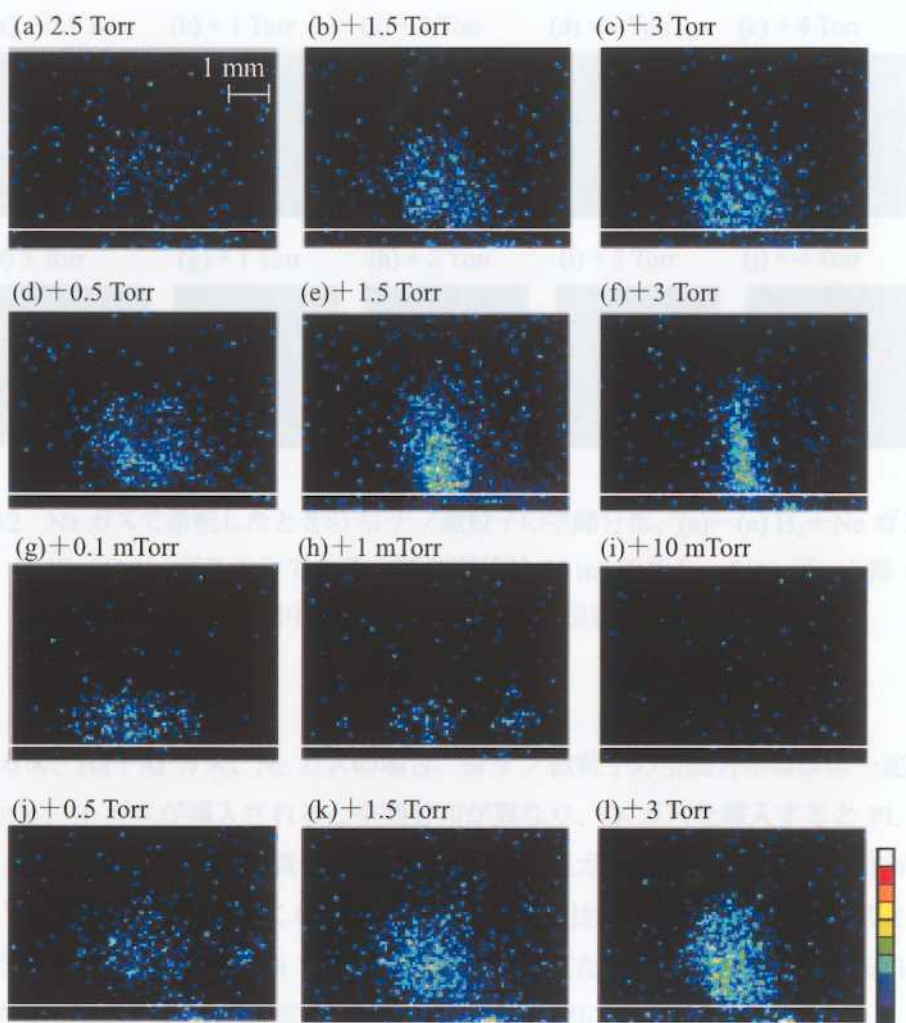 (a) 2.5 Torr
(b)+1.5 Torr
(c)+3 Torr
1 mm
(d)+0.5 Torr
(e)+1.5 Torr
(f)+3 Torr
(g)+0.1 mTorr
(h)+1 mTorr
(i)+10 mTorr
(j)+0.5 Torr
(k)+1.5 Torr
(l)+3 Torr